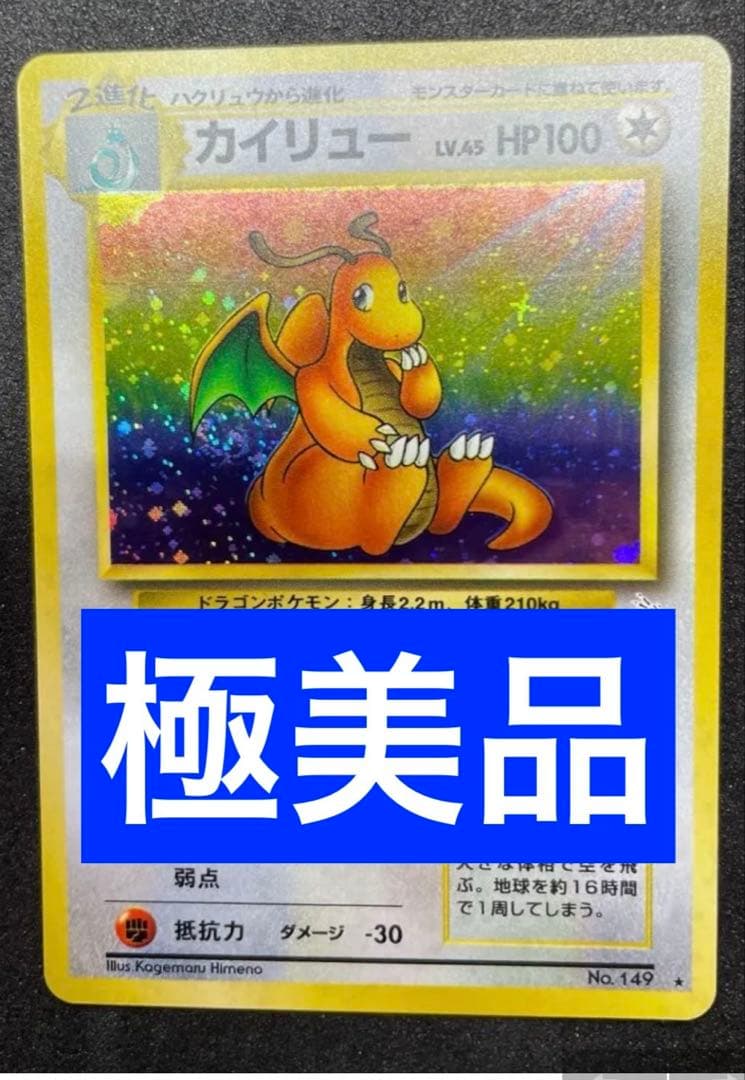 2進化 ハクリュウから進化 モンスターカードに重ねて使います。
カイリュー LV.45 HP100
ドラゴンポケモン：身長2.2m、体重210kg
極美品
大きな体格で空を飛
ぶ。地球を約16時間
で1周してしまう。
弱点
抵抗力 ダメージ -30
Illus.Kagemaru Himeno
No.149 ★